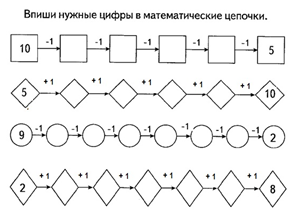 Впиши нужные цифры в математические цепочки.
-1 -1 -1 -1 -1
10 5
+1 +1 +1 +1 +1
5 10
-1 -1 -1 -1 -1 -1 -1
9 2
+1 +1 +1 +1 +1 +1
2 8